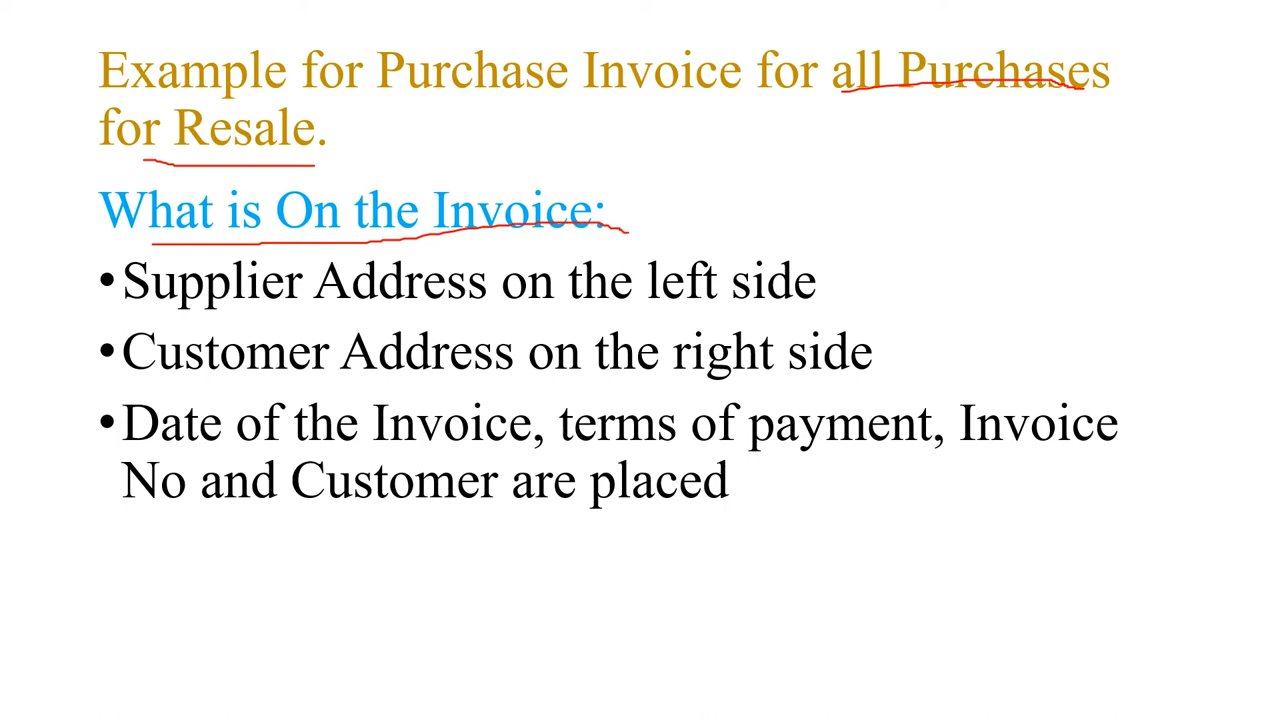 Example for Purchase Invoice for all Purchases
for Resale.
What is On the Invoice:
•Supplier Address on the left side
•Customer Address on the right side
•Date of the Invoice, terms of payment, Invoice
No and Customer are placed